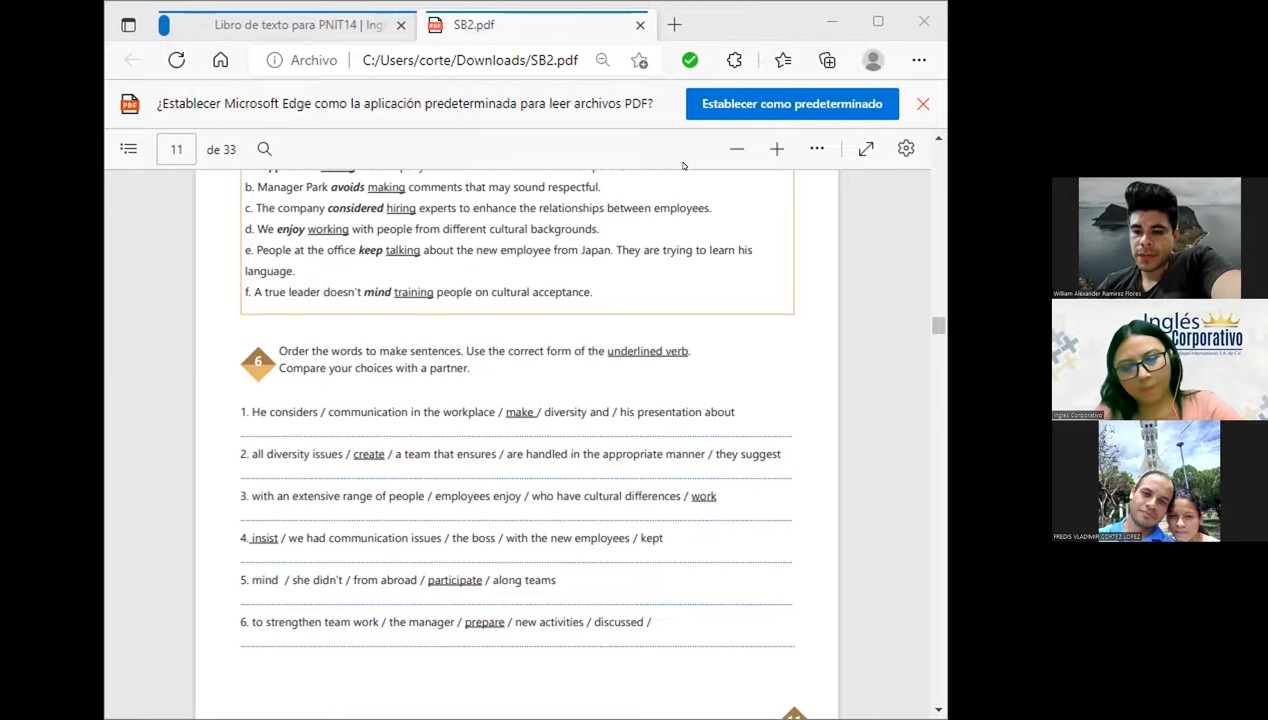 Libro de texto para PNIT14 | Ingl
SB2.pdf
Archivo
C:/Users/corte/Downloads/SB2.pdf
¿Establecer Microsoft Edge como la aplicación predeterminada para leer archivos PDF?
Establecer como predeterminado
11
de 33
b. Manager Park avoids making comments that may sound respectful.
c. The company considered hiring experts to enhance the relationships between employees.
d. We enjoy working with people from different cultural backgrounds.
e. People at the office keep talking about the new employee from Japan. They are trying to learn his
language.
f. A true leader doesn't mind training people on cultural acceptance.
6
Order the words to make sentences. Use the correct form of the underlined verb.
Compare your choices with a partner.
1. He considers / communication in the workplace / make / diversity and / his presentation about
2. all diversity issues / create / a team that ensures / are handled in the appropriate manner / they suggest
3. with an extensive range of people / employees enjoy / who have cultural differences / work
4. insist / we had communication issues / the boss / with the new employees / kept
5. mind / she didn't / from abroad / participate / along teams
6. to strengthen team work / the manager / prepare / new activities / discussed /
William Alexander Ramirez Flores
Inglés
Corporativo
Inglés Corporativo
FREDIS VLADIMIR CORTEZ LOPEZ